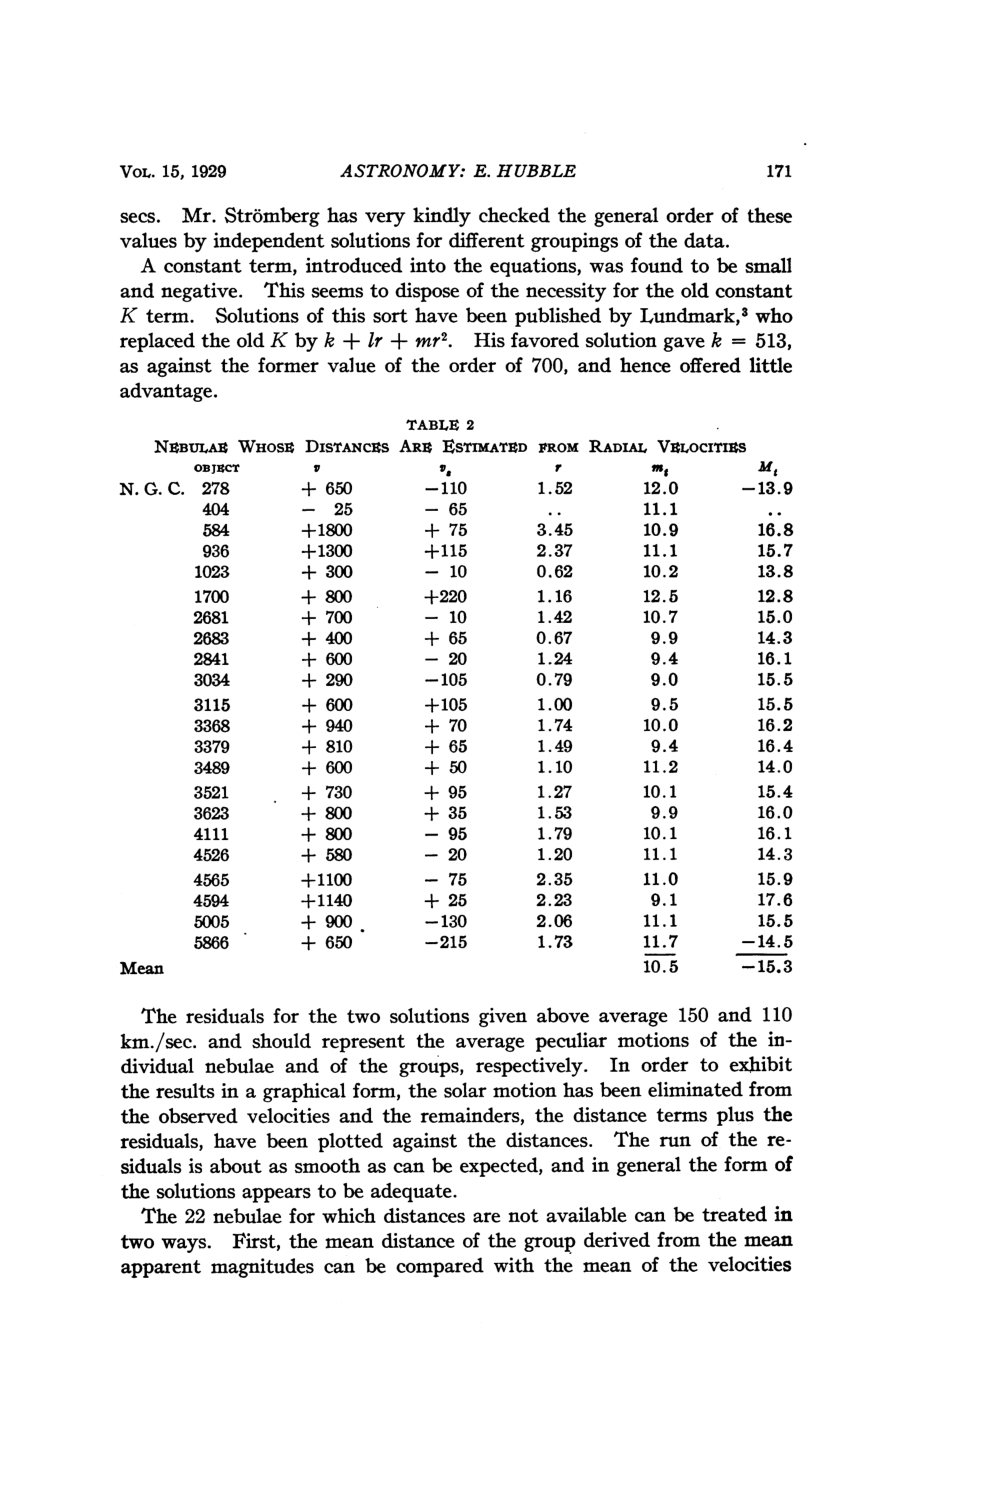 VOL. 15, 1929 ASTRONOMY: E. HUBBLE 171
secs. Mr. Strömberg has very kindly checked the general order of these
values by independent solutions for different groupings of the data.
A constant term, introduced into the equations, was found to be small
and negative. This seems to dispose of the necessity for the old constant
K term. Solutions of this sort have been published by Lundmark,³ who
replaced the old K by k + lr + mr². His favored solution gave k = 513,
as against the former value of the order of 700, and hence offered little
advantage.
TABLE 2
NEBULAE WHOSE DISTANCES ARE ESTIMATED FROM RADIAL VELOCITIES
OBJECT v vₛ r mₜ Mₜ
N. G. C. 278 + 650 −110 1.52 12.0 −13.9
404 − 25 − 65 .. 11.1 ..
584 +1800 + 75 3.45 10.9 16.8
936 +1300 +115 2.37 11.1 15.7
1023 + 300 − 10 0.62 10.2 13.8
1700 + 800 +220 1.16 12.5 12.8
2681 + 700 − 10 1.42 10.7 15.0
2683 + 400 + 65 0.67 9.9 14.3
2841 + 600 − 20 1.24 9.4 16.1
3034 + 290 −105 0.79 9.0 15.5
3115 + 600 +105 1.00 9.5 15.5
3368 + 940 + 70 1.74 10.0 16.2
3379 + 810 + 65 1.49 9.4 16.4
3489 + 600 + 50 1.10 11.2 14.0
3521 + 730 + 95 1.27 10.1 15.4
3623 + 800 + 35 1.53 9.9 16.0
4111 + 800 − 95 1.79 10.1 16.1
4526 + 580 − 20 1.20 11.1 14.3
4565 +1100 − 75 2.35 11.0 15.9
4594 +1140 + 25 2.23 9.1 17.6
5005 + 900 −130 2.06 11.1 15.5
5866 + 650 −215 1.73 11.7 −14.5
Mean 10.5 −15.3
The residuals for the two solutions given above average 150 and 110
km./sec. and should represent the average peculiar motions of the in-
dividual nebulae and of the groups, respectively. In order to exhibit
the results in a graphical form, the solar motion has been eliminated from
the observed velocities and the remainders, the distance terms plus the
residuals, have been plotted against the distances. The run of the re-
siduals is about as smooth as can be expected, and in general the form of
the solutions appears to be adequate.
The 22 nebulae for which distances are not available can be treated in
two ways. First, the mean distance of the group derived from the mean
apparent magnitudes can be compared with the mean of the velocities